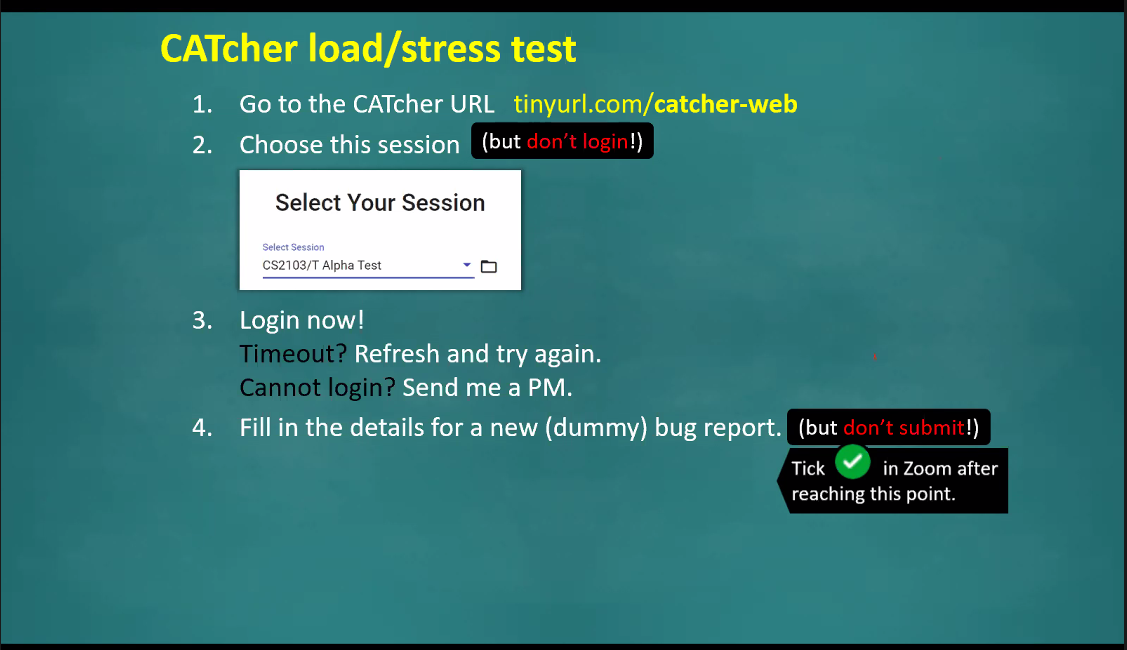 CATcher load/stress test
1. Go to the CATcher URL tinyurl.com/catcher-web
2. Choose this session (but don't login!)
Select Your Session
Select Session
CS2103/T Alpha Test
3. Login now!
Timeout? Refresh and try again.
Cannot login? Send me a PM.
4. Fill in the details for a new (dummy) bug report. (but don't submit!)
Tick in Zoom after
reaching this point.